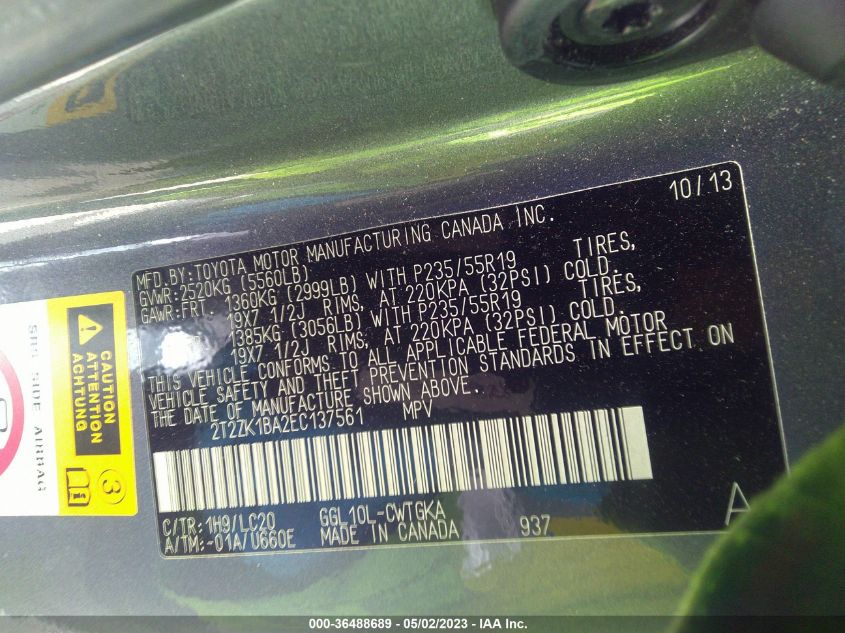 10/13
MFD.BY:TOYOTA MOTOR MANUFACTURING CANADA INC.
GVWR:2520KG (5560LB)
GAWR:FRT. 1360KG (2999LB) WITH P235/55R19 TIRES,
19X7 1/2J RIMS, AT 220KPA (32PSI) COLD.
1385KG (3056LB) WITH P235/55R19 TIRES,
19X7 1/2J RIMS, AT 220KPA (32PSI) COLD.
THIS VEHICLE CONFORMS TO ALL APPLICABLE FEDERAL MOTOR
VEHICLE SAFETY AND THEFT PREVENTION STANDARDS IN EFFECT ON
THE DATE OF MANUFACTURE SHOWN ABOVE.
2T2ZK1BA2EC137561 MPV
C/TR:1H9/LC20 GGL10L-CWTGKA
A/TM:-01A/U660E MADE IN CANADA 937 A
CAUTION
ATTENTION
ACHTUNG
SRS SIDE AIRBAG
3
000-36488689 - 05/02/2023 - IAA Inc.